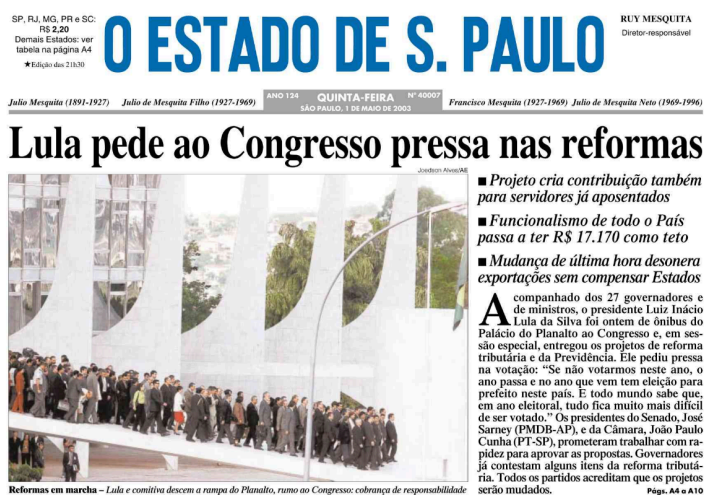 SP, RJ, MG, PR e SC:
R$ 2,20
Demais Estados: ver
tabela na página A4
★Edição das 21h30
O ESTADO DE S. PAULO
RUY MESQUITA
Diretor-responsável
Julio Mesquita (1891-1927) Julio de Mesquita Filho (1927-1969)
ANO 124 QUINTA-FEIRA Nº 40007
SÃO PAULO, 1 DE MAIO DE 2003
Francisco Mesquita (1927-1969) Julio de Mesquita Neto (1969-1996)
Lula pede ao Congresso pressa nas reformas
Joedson Alves/AE
■ Projeto cria contribuição também
para servidores já aposentados
■ Funcionalismo de todo o País
passa a ter R$ 17.170 como teto
■ Mudança de última hora desonera
exportações sem compensar Estados
Acompanhado dos 27 governadores e
de ministros, o presidente Luiz Inácio
Lula da Silva foi ontem de ônibus do
Palácio do Planalto ao Congresso e, em ses-
são especial, entregou os projetos de reforma
tributária e da Previdência. Ele pediu pressa
na votação: “Se não votarmos neste ano, o
ano passa e no ano que vem tem eleição para
prefeito neste país. E todo mundo sabe que,
em ano eleitoral, tudo fica muito mais difícil
de ser votado.” Os presidentes do Senado, José
Sarney (PMDB-AP), e da Câmara, João Paulo
Cunha (PT-SP), prometeram trabalhar com ra-
pidez para aprovar as propostas. Governadores
já contestam alguns itens da reforma tributá-
ria. Todos os partidos acreditam que os projetos
serão mudados. Págs. A4 a A10
Reformas em marcha – Lula e comitiva descem a rampa do Planalto, rumo ao Congresso: cobrança de responsabilidade